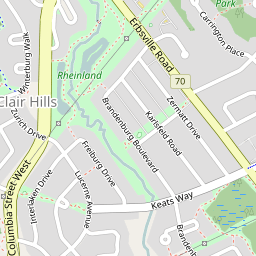 Park
Carrington Place
Erbsville Road
Winterburg Walk
Rheinland
70
Clair Hills
Zermatt Drive
Karlsfeld Road
Brandenburg Boulevard
Zurich Drive
Freiburg Drive
Columbia Street West
Interlaken Drive
Lucerne Avenue
Keats Way
Brandenb